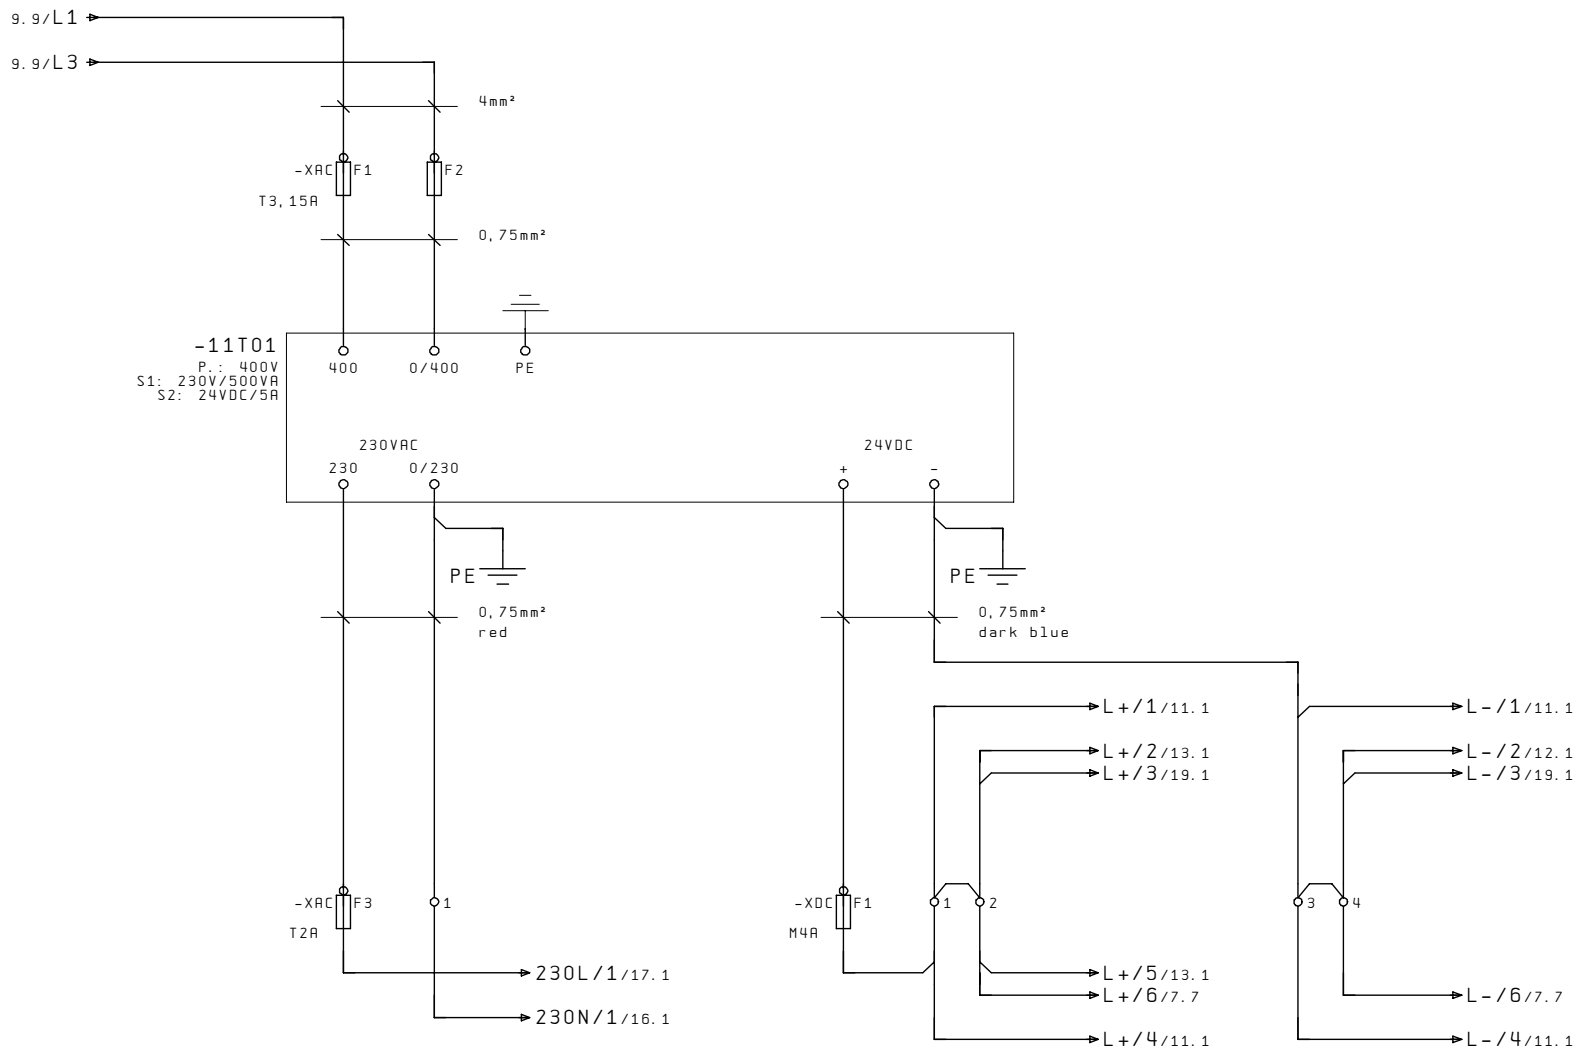 9.9/L1
9.9/L3
4mm²
-XAC F1 F2
T3,15A
0,75mm²
-11T01
P.: 400V
S1: 230V/500VA
S2: 24VDC/5A
400 0/400 PE
230VAC 24VDC
230 0/230 + -
PE PE
0,75mm² 0,75mm²
red dark blue
L+/1/11.1 L-/1/11.1
L+/2/13.1 L-/2/12.1
L+/3/19.1 L-/3/19.1
-XAC F3 1 -XDC F1 1 2 3 4
T2A M4A
230L/1/17.1 L+/5/13.1
L+/6/7.7 L-/6/7.7
230N/1/16.1
L+/4/11.1 L-/4/11.1